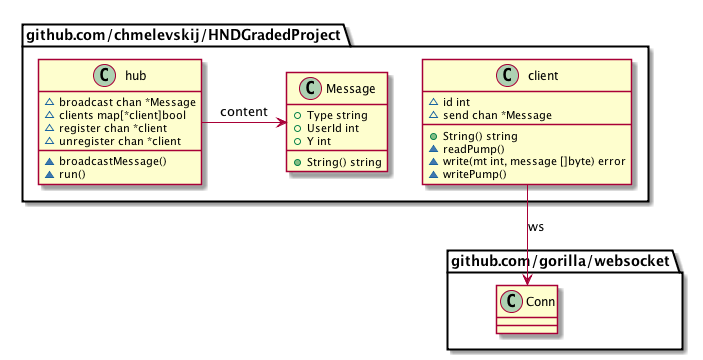 github.com/chmelevskij/HNDGradedProject
C hub
broadcast chan *Message
clients map[*client]bool
register chan *client
unregister chan *client
broadcastMessage()
run()
content
C Message
Type string
UserId int
Y int
String() string
C client
id int
send chan *Message
String() string
readPump()
write(mt int, message []byte) error
writePump()
ws
github.com/gorilla/websocket
C Conn